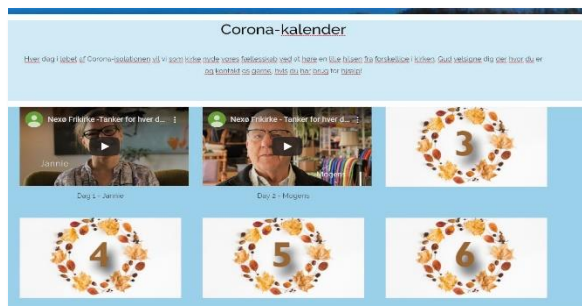 Corona-kalender
Hver dag i løbet af Corona-isolationen vil vi som kirke nyde vores fællesskab ved at høre en lille hilsen fra forskellige i kirken. Gud velsigne dig der hvor du er
og kontakt os gerne, hvis du har brug for hjælp!
Nexø Frikirke -Tanker for hver d...
Nexø Frikirke -Tanker for hver d...
3
Jannie
Mogens
Dag 1 - Jannie
Day 2 - Mogens
4
5
6